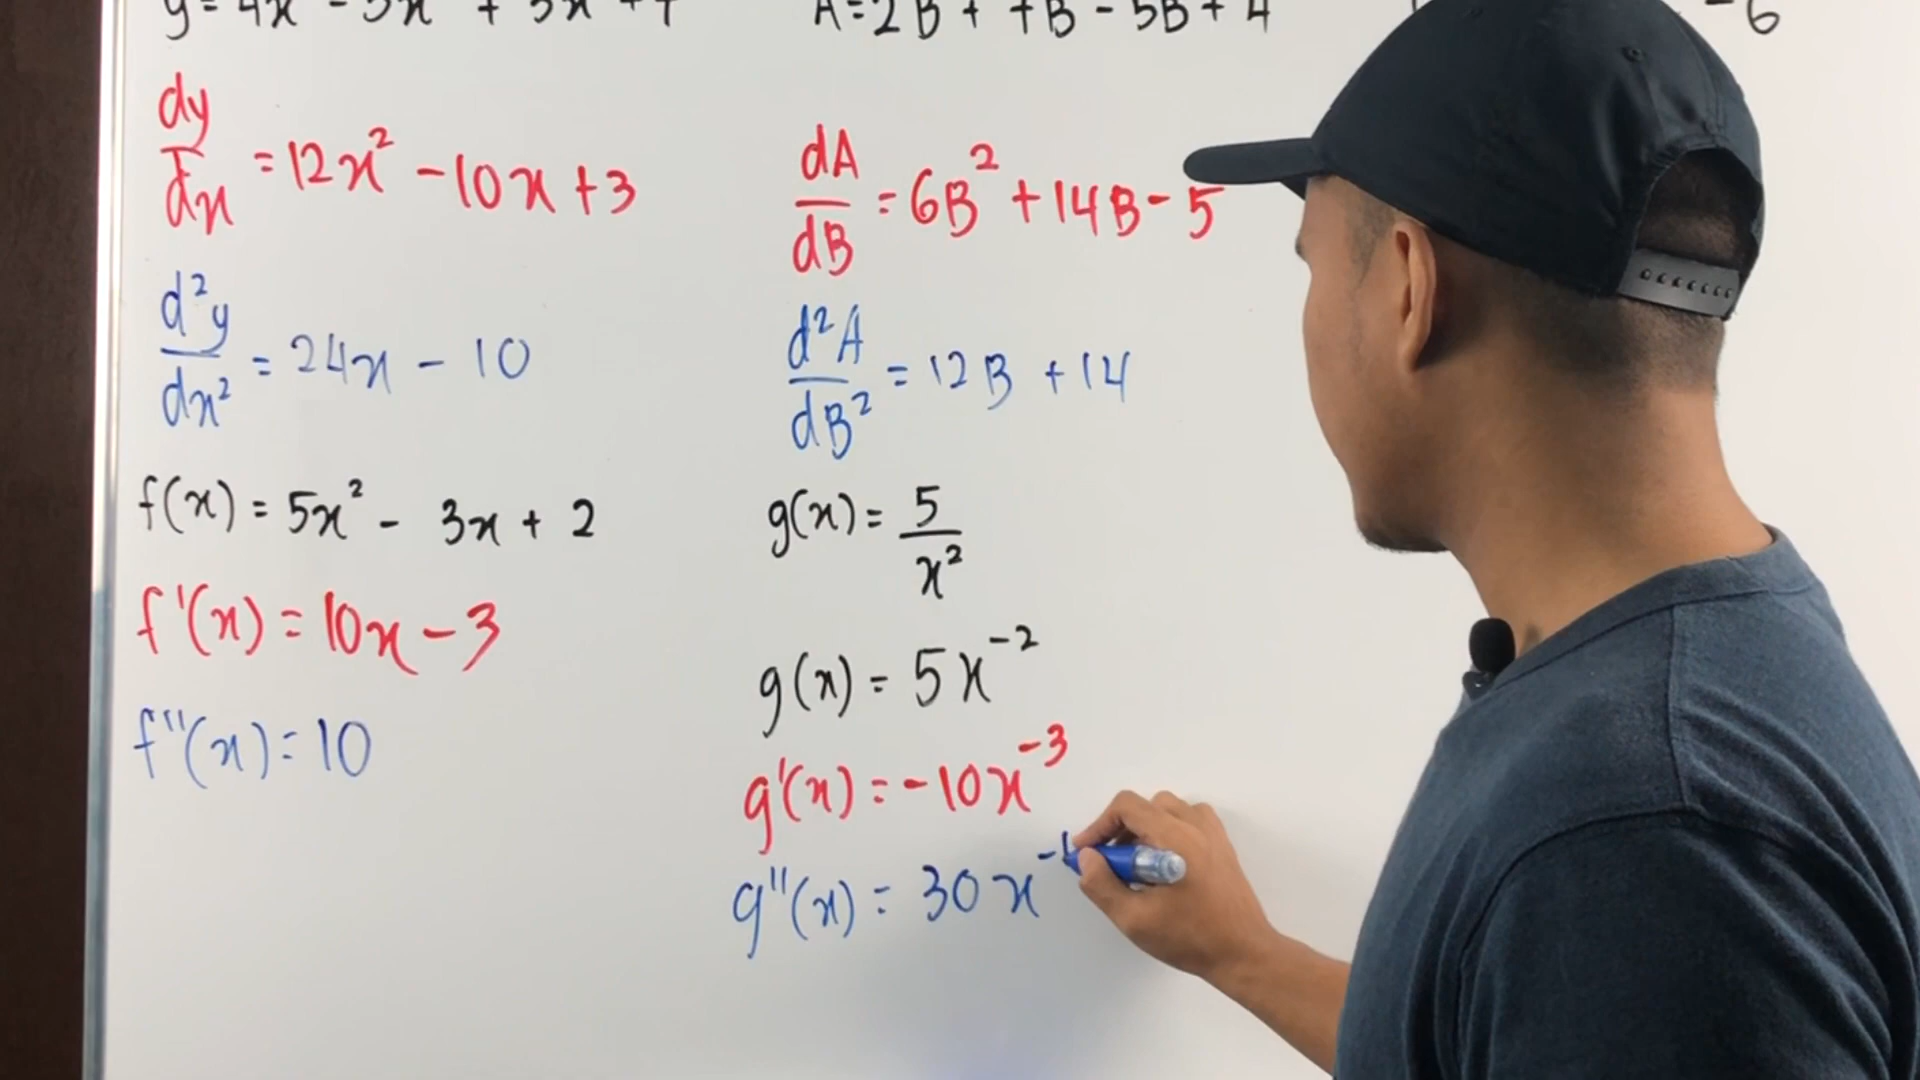 dy/dx = 12x² - 10x + 3
d²y/dx² = 24x - 10
f(x) = 5x² - 3x + 2
f'(x) = 10x - 3
f"(x) = 10
dA/dB = 6B² + 14B - 5
d²A/dB² = 12B + 14
g(x) = 5/x²
g(x) = 5x⁻²
g'(x) = -10x⁻³
g"(x) = 30x⁻
- 6